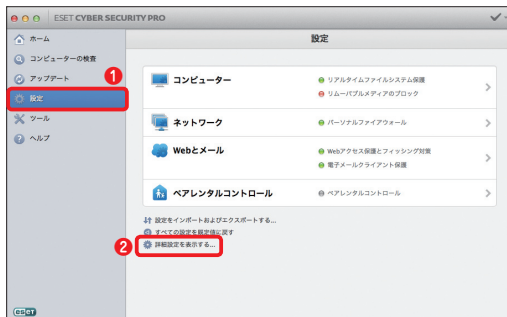 ESET CYBER SECURITY PRO
ホーム
コンピューターの検査
アップデート
設定
ツール
ヘルプ
1
設定
コンピューター
リアルタイムファイルシステム保護
リムーバブルメディアのブロック
ネットワーク
パーソナルファイアウォール
Webとメール
Webアクセス保護とフィッシング対策
電子メールクライアント保護
ペアレンタルコントロール
ペアレンタルコントロール
設定をインポートおよびエクスポートする...
すべての設定を規定値に戻す
2
詳細設定を表示する...
eset